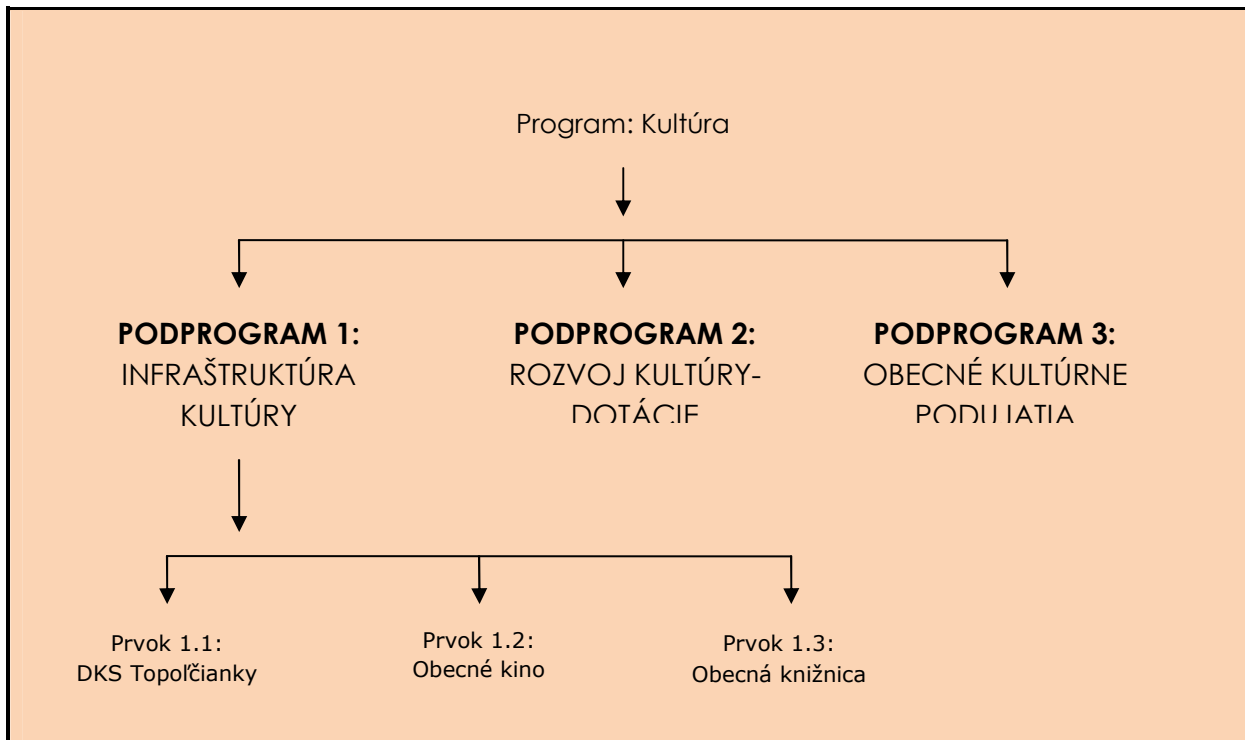 Program: Kultúra
PODPROGRAM 1:
INFRAŠTRUKTÚRA
KULTÚRY
PODPROGRAM 2:
ROZVOJ KULTÚRY-
DOTÁCIE
PODPROGRAM 3:
OBECNÉ KULTÚRNE
PODUJATIA
Prvok 1.1:
DKS Topoľčianky
Prvok 1.2:
Obecné kino
Prvok 1.3:
Obecná knižnica